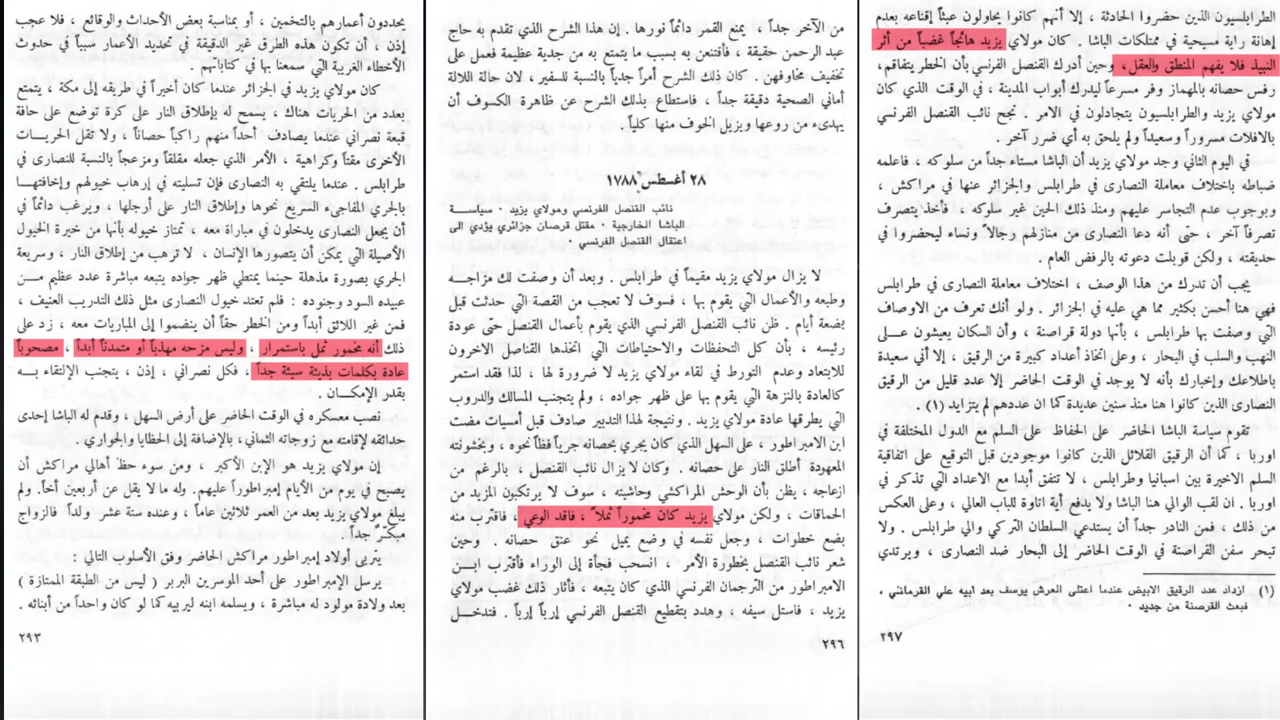 يحددون أعمارهم بالتخمين ، أو بمناسبة بعض الأحداث والوقائع ، فلا عجب
إذن ، أن تكون هذه الطرق غير الدقيقة في تحديد الأعمار سبباً في حدوث
الأخطاء الغريبة التي سمعنا بها في كتاباتهم .
كان مولاي يزيد في الجزائر عندما كان أخيراً في طريقه إلى مكة ، يتمتع
بعدد من الحريات هناك ، يسمح له بإطلاق النار على كرة توضع على حافة
قبعة نصراني عندما يصادف أحداً منهم راكباً حصاناً ، ولا تقل الحريات
الأخرى مقتاً وكراهية ، الأمر الذي جعله مقلقاً ومزعجاً بالنسبة للنصارى في
طرابلس . عندما يلتقي به النصارى فإن تسليته في إرهاب خيولهم وإخافتهـا
بالجري المفاجىء السريع نحوها وإطلاق النار على أرجلها . ويرغب دائماً في
أن يجعل النصارى يدخلون في مباراة معه ، تمتاز خيوله بأنها من خيرة الخيول
الأصيلة التي يمكن أن يتصورها الإنسان ، لا ترهب من إطلاق النار ، وسريعة
الجري بصورة مذهلة حينما يمتطي ظهر جواده يتبعه مباشرة عدد عظيم مـن
عبيده السود وجنوده : فلم تعتد خيول النصارى مثل ذلك التدريب العنيف ،
فمن غير اللائق أبداً ومن الخطر حقاً أن ينضموا إلى المباريات معه ، زد على
ذلك أنه مخمور ثمل باستمرار ، وليس مزحه مهذباً أو متمدناً أبداً ، مصحوباً
عادة بكلمات بذيئة سيئة جداً ، فكل نصراني ، إذن ، يتجنب الإلتقاء بـه
بقدر الإمكـان .
نصب معسكره في الوقت الحاضر على أرض السهل ، وقدم له الباشا إحدى
حدائقه لإقامته مع زوجاته الثماني ، بالإضافة إلى الحظايا والجواري .
إن مولاي يزيد هو الإبن الأكبر ، ومن سوء حظ أهالي مراكش أن
يصبح في يوم من الأيام إمبراطوراً عليهم. وله ما لا يقل عن أربعين أخاً. ولم
يبلغ مولاي يزيد بعد من العمر ثلاثين عاماً ، وعنده ستة عشر ولداً فالزواج
مبكر جداً .
يتربى أولاد إمبراطور مراكش الحاضر وفق الأسلوب التالي :
يرسل الإمبراطور على أحد الموسرين البربر ( ليس من الطبقة الممتازة )
بعد ولادة مولود له مباشرة ، ويسلمه ابنه ليربيه كما لو كان واحداً من أبنائه .
٢٩٣
من الآخر جداً ، يمتع القمر دائماً نورها . إن هذا الشرح الذي تقدم به حاج
عبد الرحمن حقيقة ، فأقتنعن به بسبب ما يتمتع به من جدية عظيمة فعمل على
تخفيف مخاوفهن . كان ذلك الشرح أمراً جدياً بالنسبة للسفير ، لان حالة اللالة
أماني الصحية دقيقة جداً ، فاستطاع بذلك الشرح عن ظاهرة الكسوف أن
يهدىء من روعها ويزيل الخوف منها كلياً .
٢٨ أغسطس ١٧٨٨
نائب القنصل الفرنسي ومولاي يزيد . سياسـة
الباشا الخارجية . مقتل قرصان جزائري يؤدي الى
اعتقال القنصل الفرنسي .
لا يزال مولاي يزيد مقيماً في طرابلس . وبعد أن وصفت لك مزاجـه
وطبعه والأعمال التي يقوم بها ، فسوف لا تعجب من القصة التي حدثت قبل
بضعة أيام . ظن نائب القنصل الفرنسي الذي يقوم بأعمال القنصل حتى عودة
رئيسه ، بأن كل التحفظات والاحتياطات التي اتخذها القناصل الاخرون
للابتعاد وعدم التورط في لقاء مولاي يزيد لا ضرورة لها ، لذا فقد استمر
كالعادة بالنزهة التي يقوم بها على ظهر جواده ، ولم يتجنب المسالك والدروب
التي يطرقها عادة مولاي يزيد . ونتيجة لهذا التدبير صادف قبل أمسيات مضت
ابن الامبراطور ، على السهل الذي كان يجري بحصانه جرياً فظاً نحوه وبخشونته
المعهودة أطلق النار على حصانه . وكان لا يزال نائب القنصل ، بالرغم من
ازعاجه ، يظن بأن الوحش المراكشي وحاشيته ، سوف لا يرتكبون المزيد من
الحماقات ، ولكن مولاي يزيد كان مخموراً ثملاً ، فاقد الوعي ، فاقترب
بضع خطوات ، وجعل نفسه في وضع يميل نحو جانب حصانه . وحين
شعر نائب القنصل بخطورة الأمر ، انسحب فجأة إلى الوراء فأقترب ابـن
الامبراطور من الترجمان الفرنسي الذي كان يتبعه ، فأثار ذلك غضب مولاي
يزيد ، فاستل سيفه ، وهدد بتقطيع القنصل الفرنسي إرباً إرباً . فتدخـل
٢٩٦
الطرابلسيون الذين حضروا الحادثة ، إلا أنهم كانوا يحاولون عبثاً إقناعه بعدم
إهانة راية مسيحية في ممتلكات الباشا . كان مولاي يزيد هائجاً غضباً من أثر
النبيذ فلا يفهم المنطق والعقل، وحين أدرك القنصل الفرنسي بأن الخطر يتفاقم،
رفس حصانه بالمهماز وفر مسرعاً ليدرك أبواب المدينة ، في الوقت الذي كان
مولاي يزيد والطرابلسيون يتجادلون في الامر . نجح نائب القنصل الفرنسي
بالافلات مسروراً وسعيداً ولم يلحق به أي ضرر آخر .
في اليوم الثاني وجد مولاي يزيد أن الباشا مستاء جداً من سلوكه ، فاعلمه
ضباطه باختلاف معاملة النصارى في طرابلس والجزائر عنها في مراكش ،
وبوجوب عدم التجاسر عليهم ومنذ ذلك الحين غير سلوكه ، فأخذ يتصرف
تصرفاً آخر ، حتى أنه دعا النصارى من منازلهم رجالاً ونساء ليحضروا في
حديقته ، ولكن قوبلت دعوته بالرفض العام .
يجب أن تدرك من هذا الوصف ، اختلاف معاملة النصارى في طرابلس
فهي هنا أحسن بكثير مما هي عليه في الجزائر . ولو أنك تعرف من الاوصاف
التي وصفت بها طرابلس ، بأنها دولة قراصنة ، وأن السكان يعيشون علـى
النهب والسلب في البحار ، وعلى اتخاذ أعداد كبيرة من الرقيق ، إلا أني سعيدة
باطلاعك وإخبارك بأنه لا يوجد في الوقت الحاضر إلا عدد قليل من الرقيق
النصارى الذين كانوا هنا منذ سنين عديدة كما ان عددهم لم يتزايد (١) .
تقوم سياسة الباشا الحاضر على الحفاظ على السلم مع الدول المختلفة في
اوربا ، كما أن الرقيق القلائل الذين كانوا موجودين قبل التوقيع على اتفاقية
السلم الاخيرة بين اسبانيا وطرابلس ، لا تتفق أبدا مع الاعداد التي تذكر في
اوربا . ان لقب الوالي هنا الباشا ولا يدفع أية اتاوة للباب العالي ، وعلى العكس
من ذلك ، فمن النادر جداً أن يستدعي السلطان التركي والي طرابلس . ولا
تبحر سفن القراصنة في الوقت الحاضر إلى البحار ضد النصارى ، ويرتدي
(١) ازداد عدد الرقيق الابيض عندما اعتلى العرش يوسف بعد ابيه علي القرمانلي ،
فبعث القرصنة من جديد .
٢٩٧